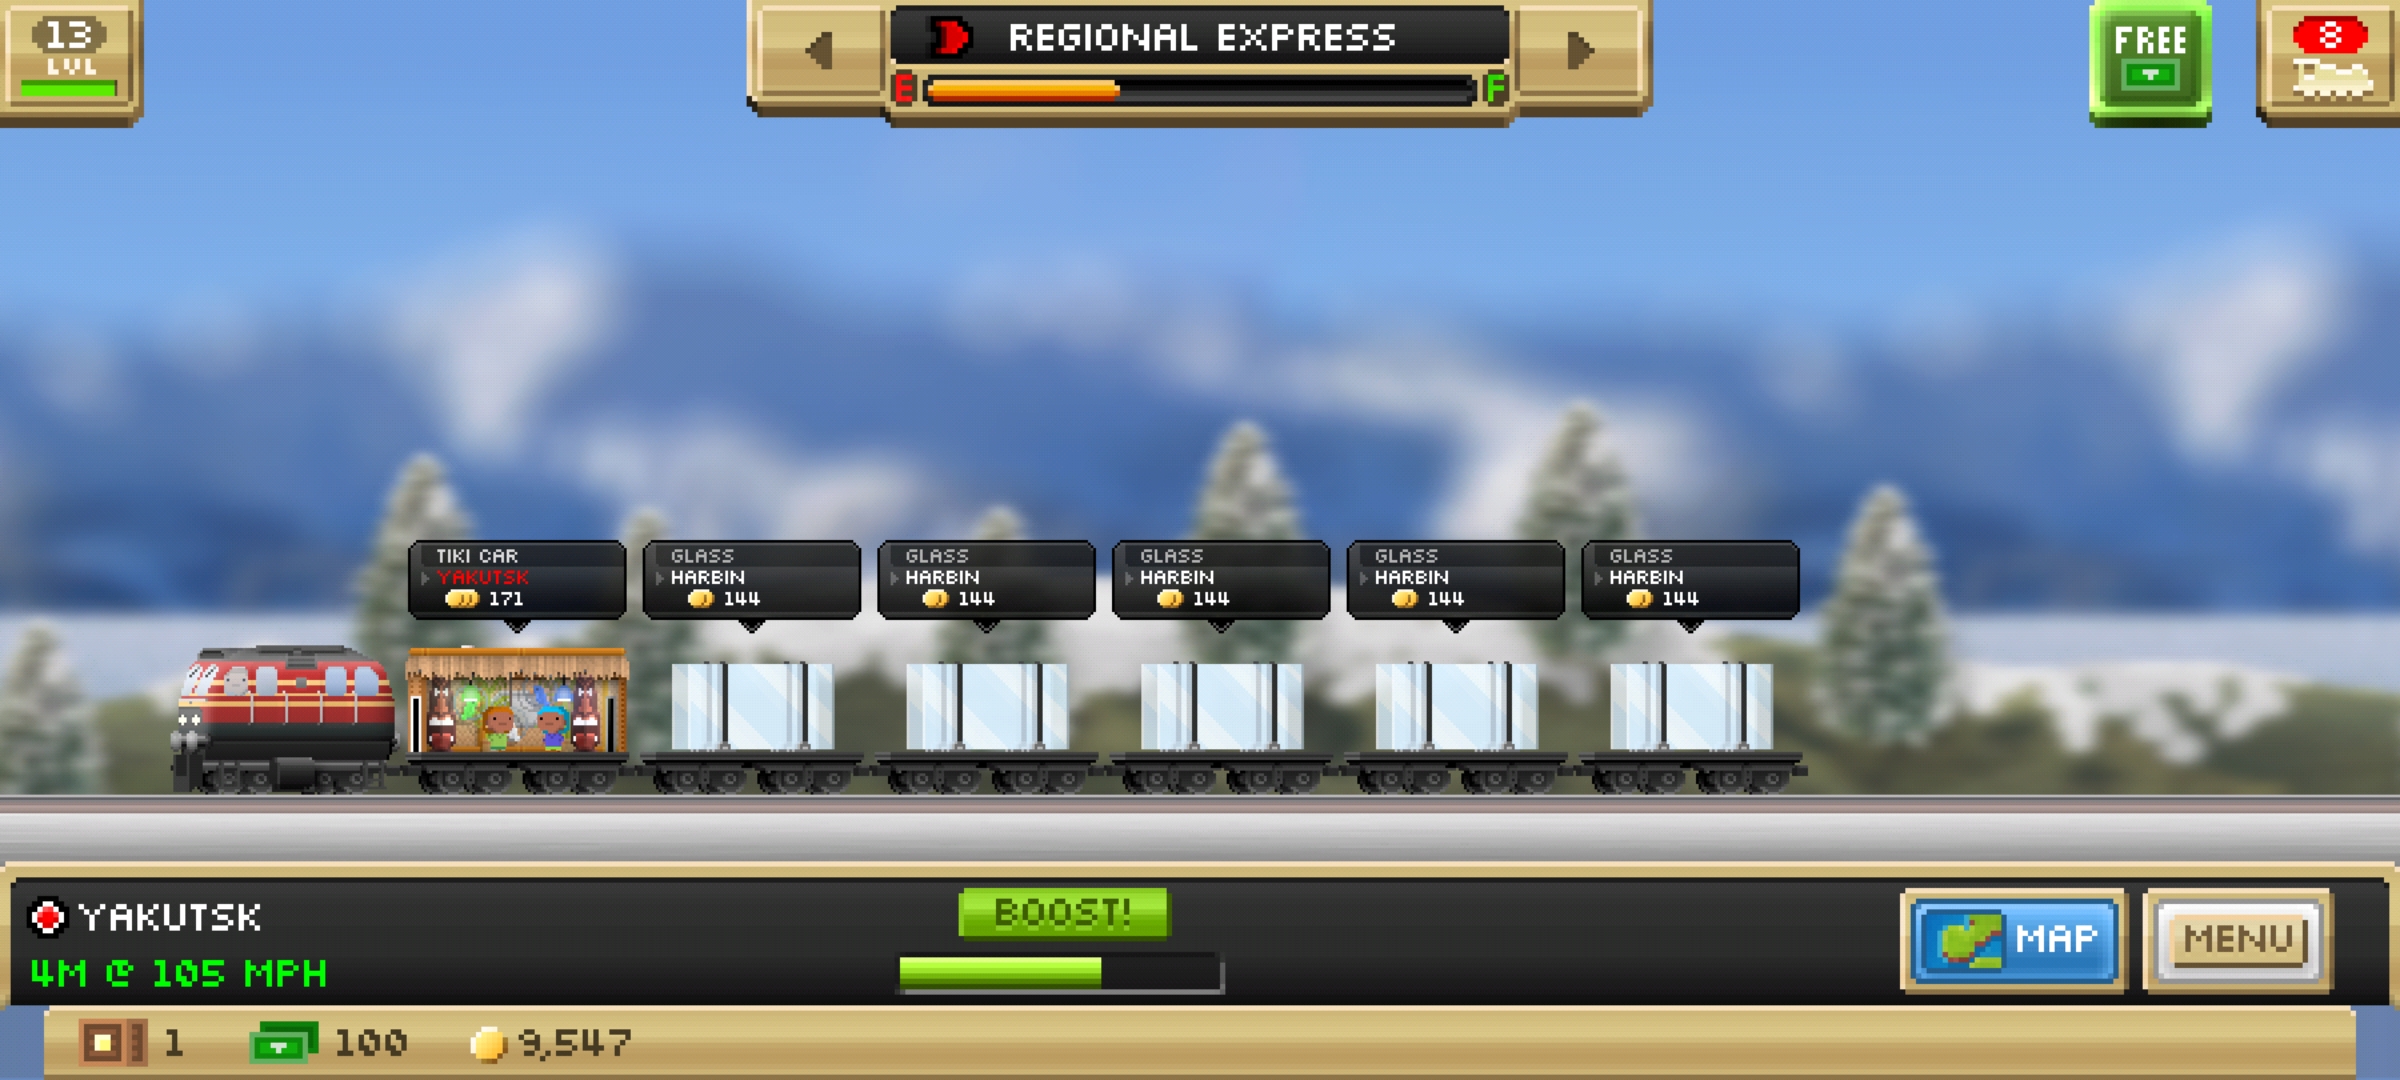 13
LVL
REGIONAL EXPRESS
E
F
FREE
8
TIKI CAR
YAKUTSK
171
GLASS
HARBIN
144
GLASS
HARBIN
144
GLASS
HARBIN
144
GLASS
HARBIN
144
GLASS
HARBIN
144
YAKUTSK
4M @ 105 MPH
BOOST!
MAP
MENU
1
100
9,547